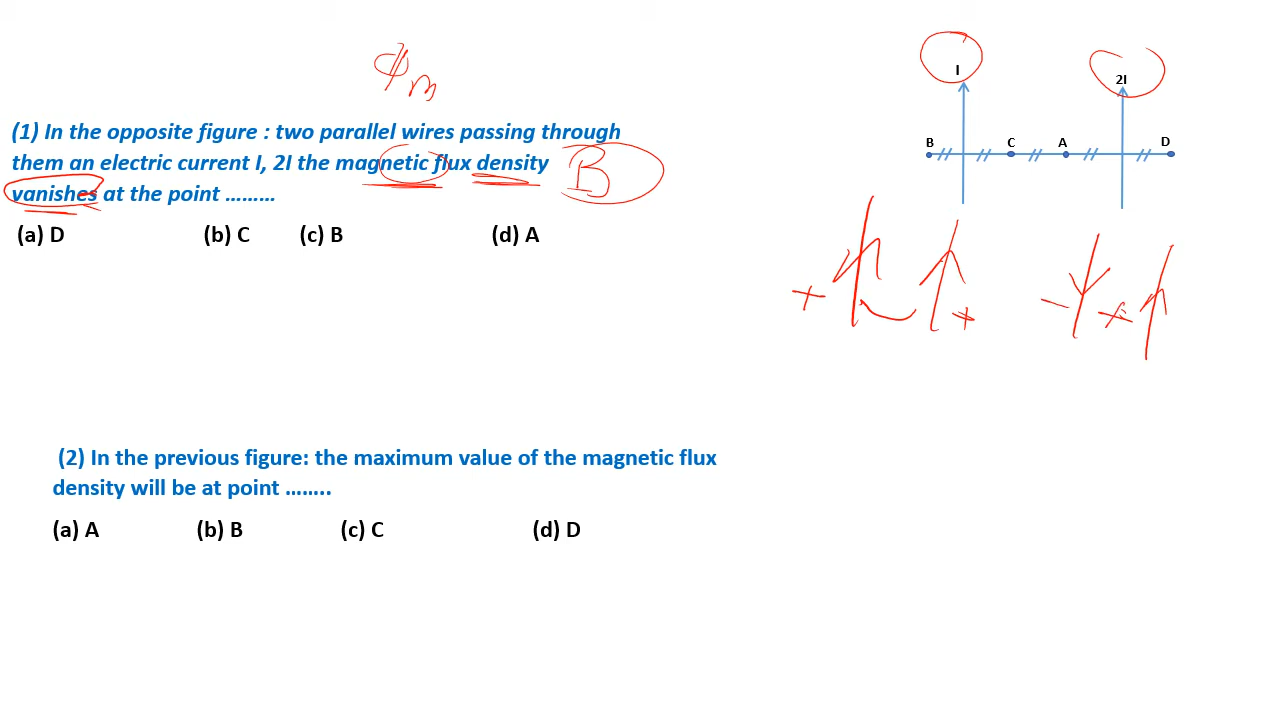 ϕm
(1) In the opposite figure : two parallel wires passing through
them an electric current I, 2I the magnetic flux density
vanishes at the point .........
B
(a) D (b) C (c) B (d) A
I 2I
B C A D
+ + - +
(2) In the previous figure: the maximum value of the magnetic flux
density will be at point ........
(a) A (b) B (c) C (d) D